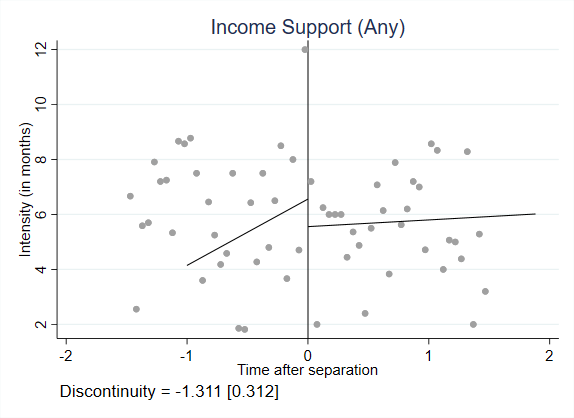 Income Support (Any)
Intensity (in months)
12
10
8
6
4
2
-2
-1
0
1
2
Time after separation
Discontinuity = -1.311 [0.312]